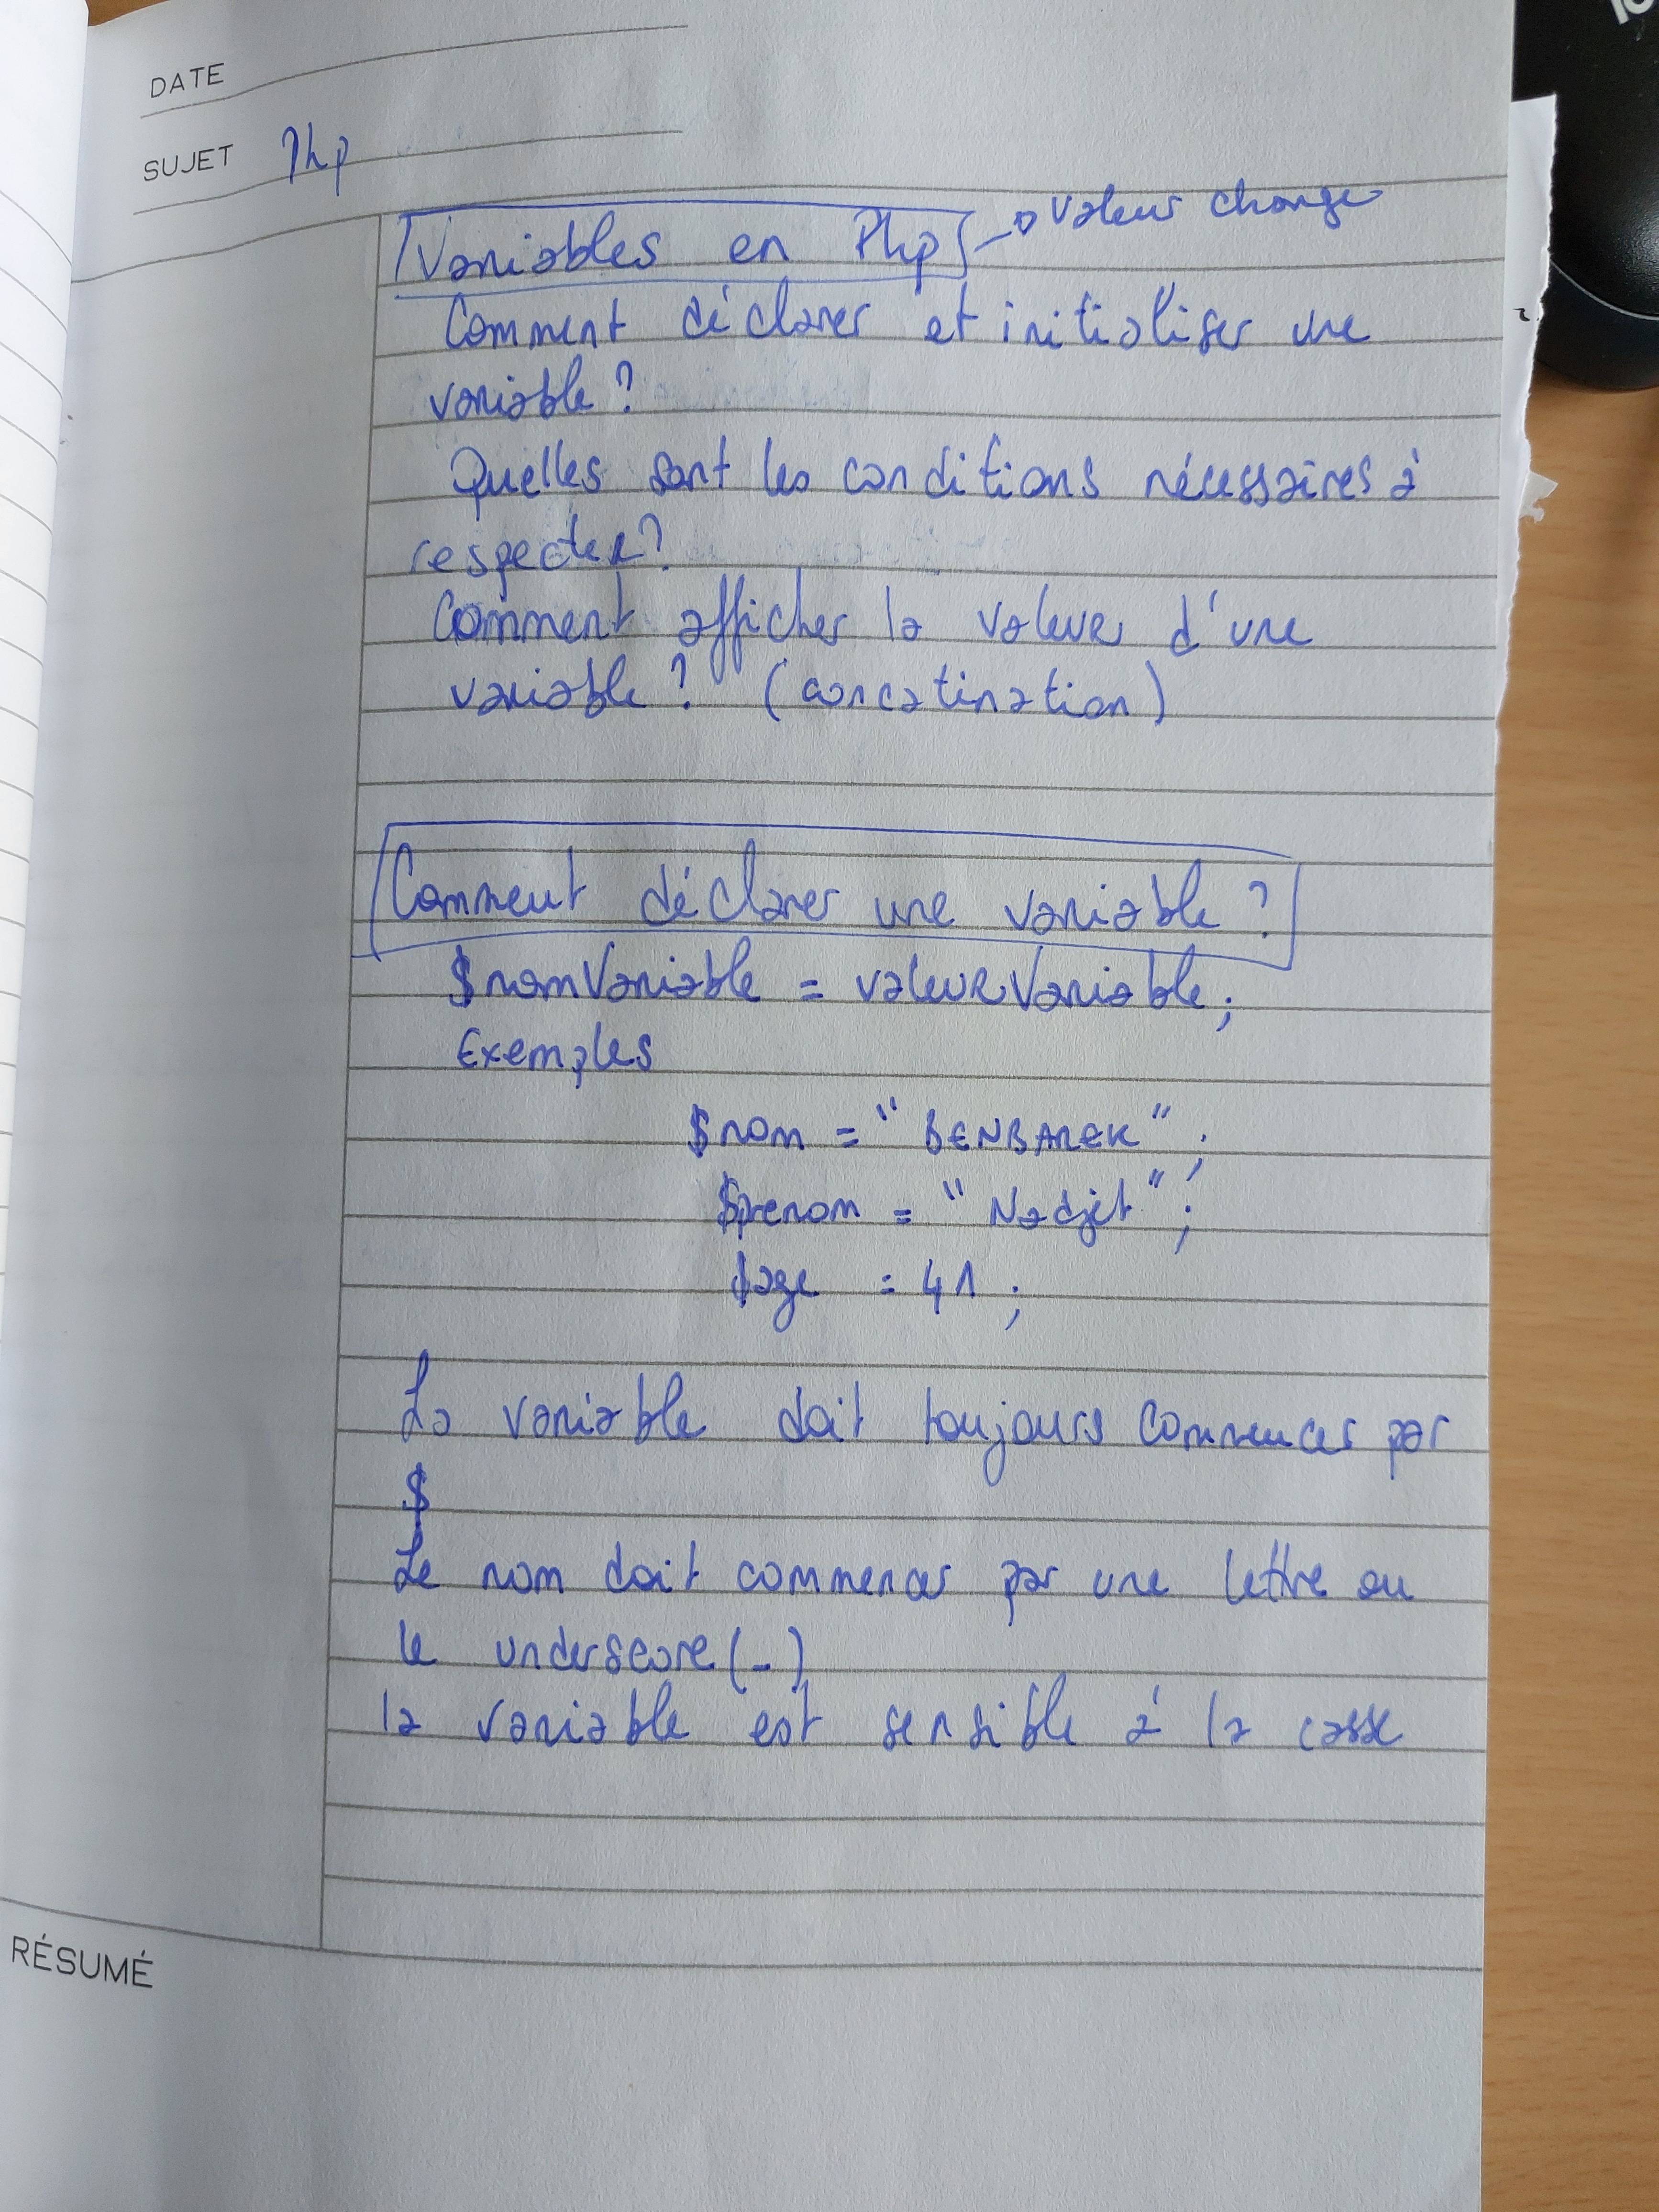 DATE
SUJET Php
Variables en Php → Valeur change
Comment déclarer et initialiser une
variable ?
Quelles sont les conditions nécessaires à
respecter ?
Comment afficher la valeur d'une
variable ? (concatination)
Comment déclarer une variable ?
$nomVariable = valeurVariable;
Exemples
$nom = "BENBAREK";
$prenom = "Nadjet";
$age = 41;
La variable doit toujours commencer par
$
Le nom doit commencer par une lettre ou
le underscore (_)
la variable est sensible à la casse
RÉSUMÉ